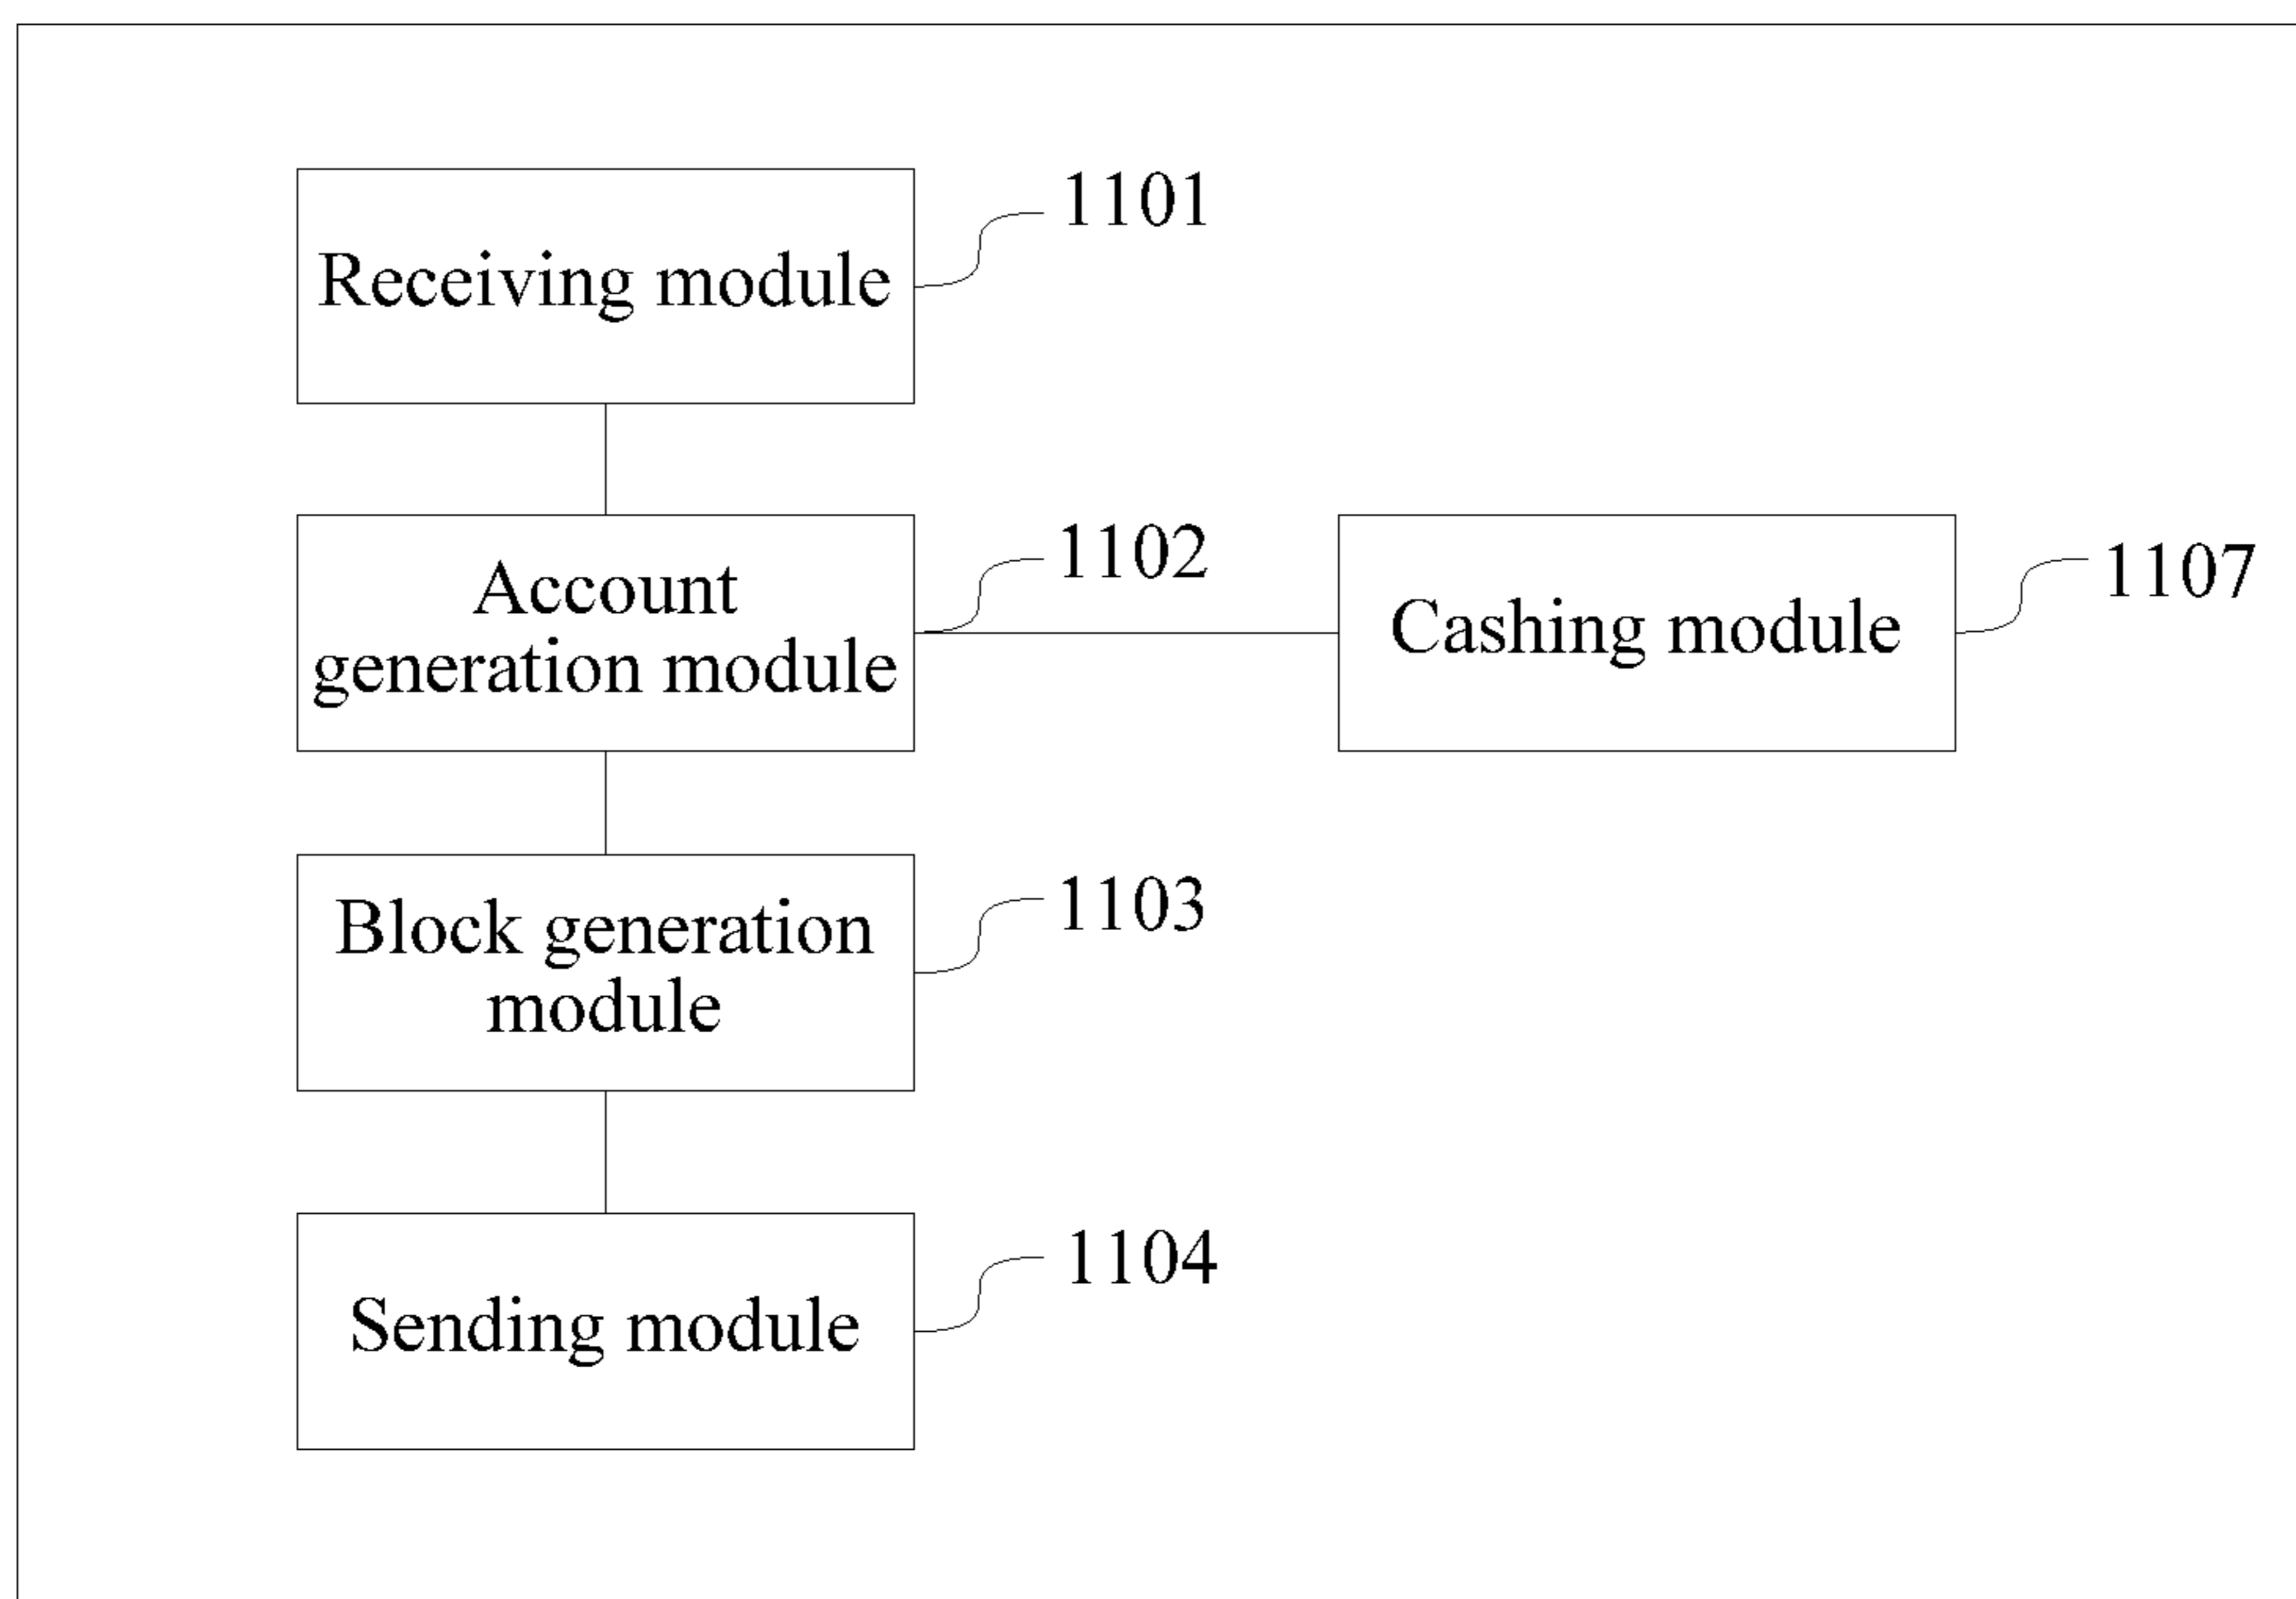 Receiving module
1101
Account
generation module
1102
Cashing module
1107
Block generation
module
1103
Sending module
1104